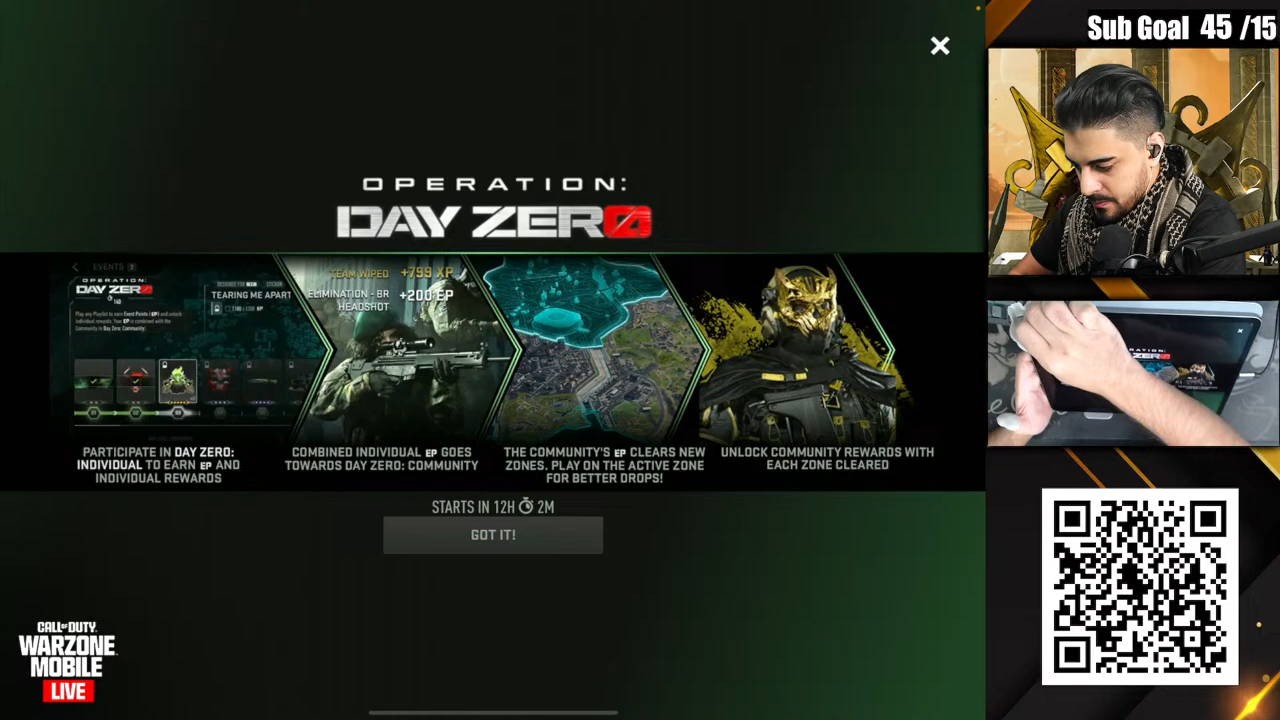 Sub Goal 45 /15
OPERATION:
DAY ZERO
EVENTS
OPERATION:
DAY ZERO
TEARING ME APART
TEAM WIPED +799 XP
ELIMINATION - BR +200 EP
HEADSHOT
PARTICIPATE IN DAY ZERO:
INDIVIDUAL TO EARN EP AND
INDIVIDUAL REWARDS
COMBINED INDIVIDUAL EP GOES
TOWARDS DAY ZERO: COMMUNITY
THE COMMUNITY'S EP CLEARS NEW
ZONES. PLAY ON THE ACTIVE ZONE
FOR BETTER DROPS!
UNLOCK COMMUNITY REWARDS WITH
EACH ZONE CLEARED
STARTS IN 12H 2M
GOT IT!
CALL OF DUTY
WARZONE
MOBILE
LIVE